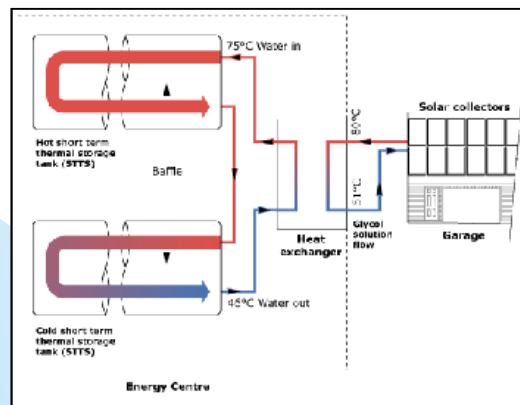 75°C Water in
Solar collectors
80°C
Hot short term
thermal storage
tank (STTS)
Baffle
51°C
Heat
exchanger
Glycol
solution
flow
Garage
Cold short term
thermal storage
tank (STTS)
45°C Water out
Energy Centre